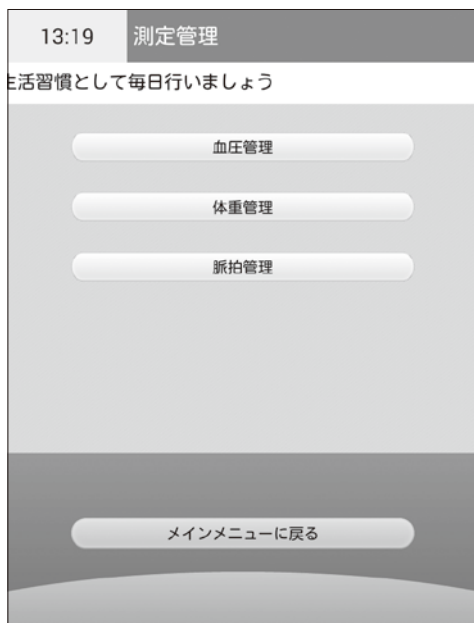 13:19 測定管理
生活習慣として毎日行いましょう
血圧管理
体重管理
脈拍管理
メインメニューに戻る